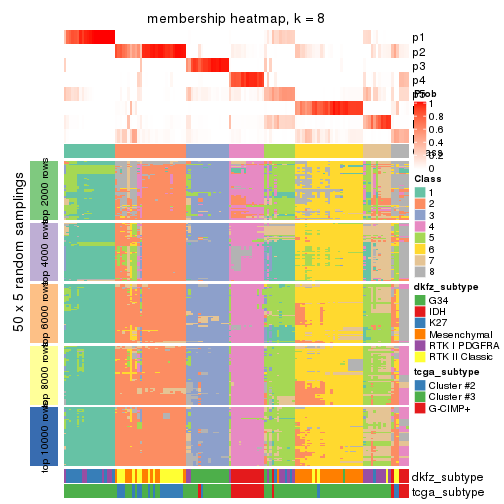 membership heatmap, k = 8
p1
p2
p3
p4
Prob
1
0.8
0.6
0.4
0.2
0
Class
1
2
3
4
5
6
7
8
dkfz_subtype
G34
IDH
K27
Mesenchymal
RTK I PDGFRA
RTK II Classic
tcga_subtype
Cluster #2
Cluster #3
G-CIMP+
50 x 5 random samplings
top 2000 rows
top 4000 rows
top 6000 rows
top 8000 rows
top 10000 rows
dkfz_subtype
tcga_subtype